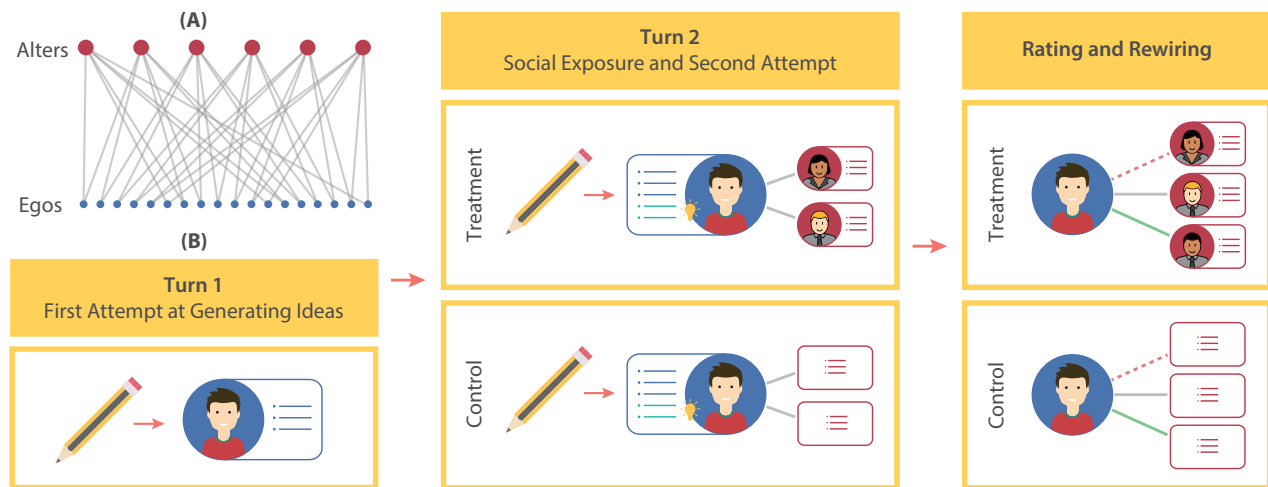 (A)
Alters
Egos
(B)
Turn 1
First Attempt at Generating Ideas
Turn 2
Social Exposure and Second Attempt
Treatment
Control
Rating and Rewiring
Treatment
Control